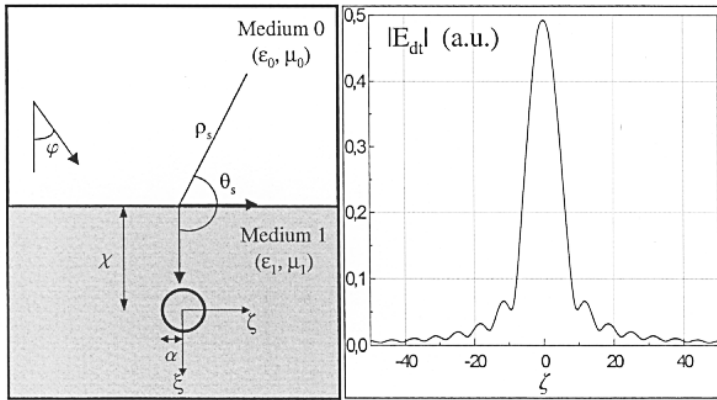 Medium 0
(ε₀, μ₀)
ρₛ
φ
θₛ
Medium 1
(ε₁, μ₁)
χ
ζ
α
ξ
|E_dt| (a.u.)
0,5
0,4
0,3
0,2
0,1
0,0
-40 -20 0 20 40
ζ